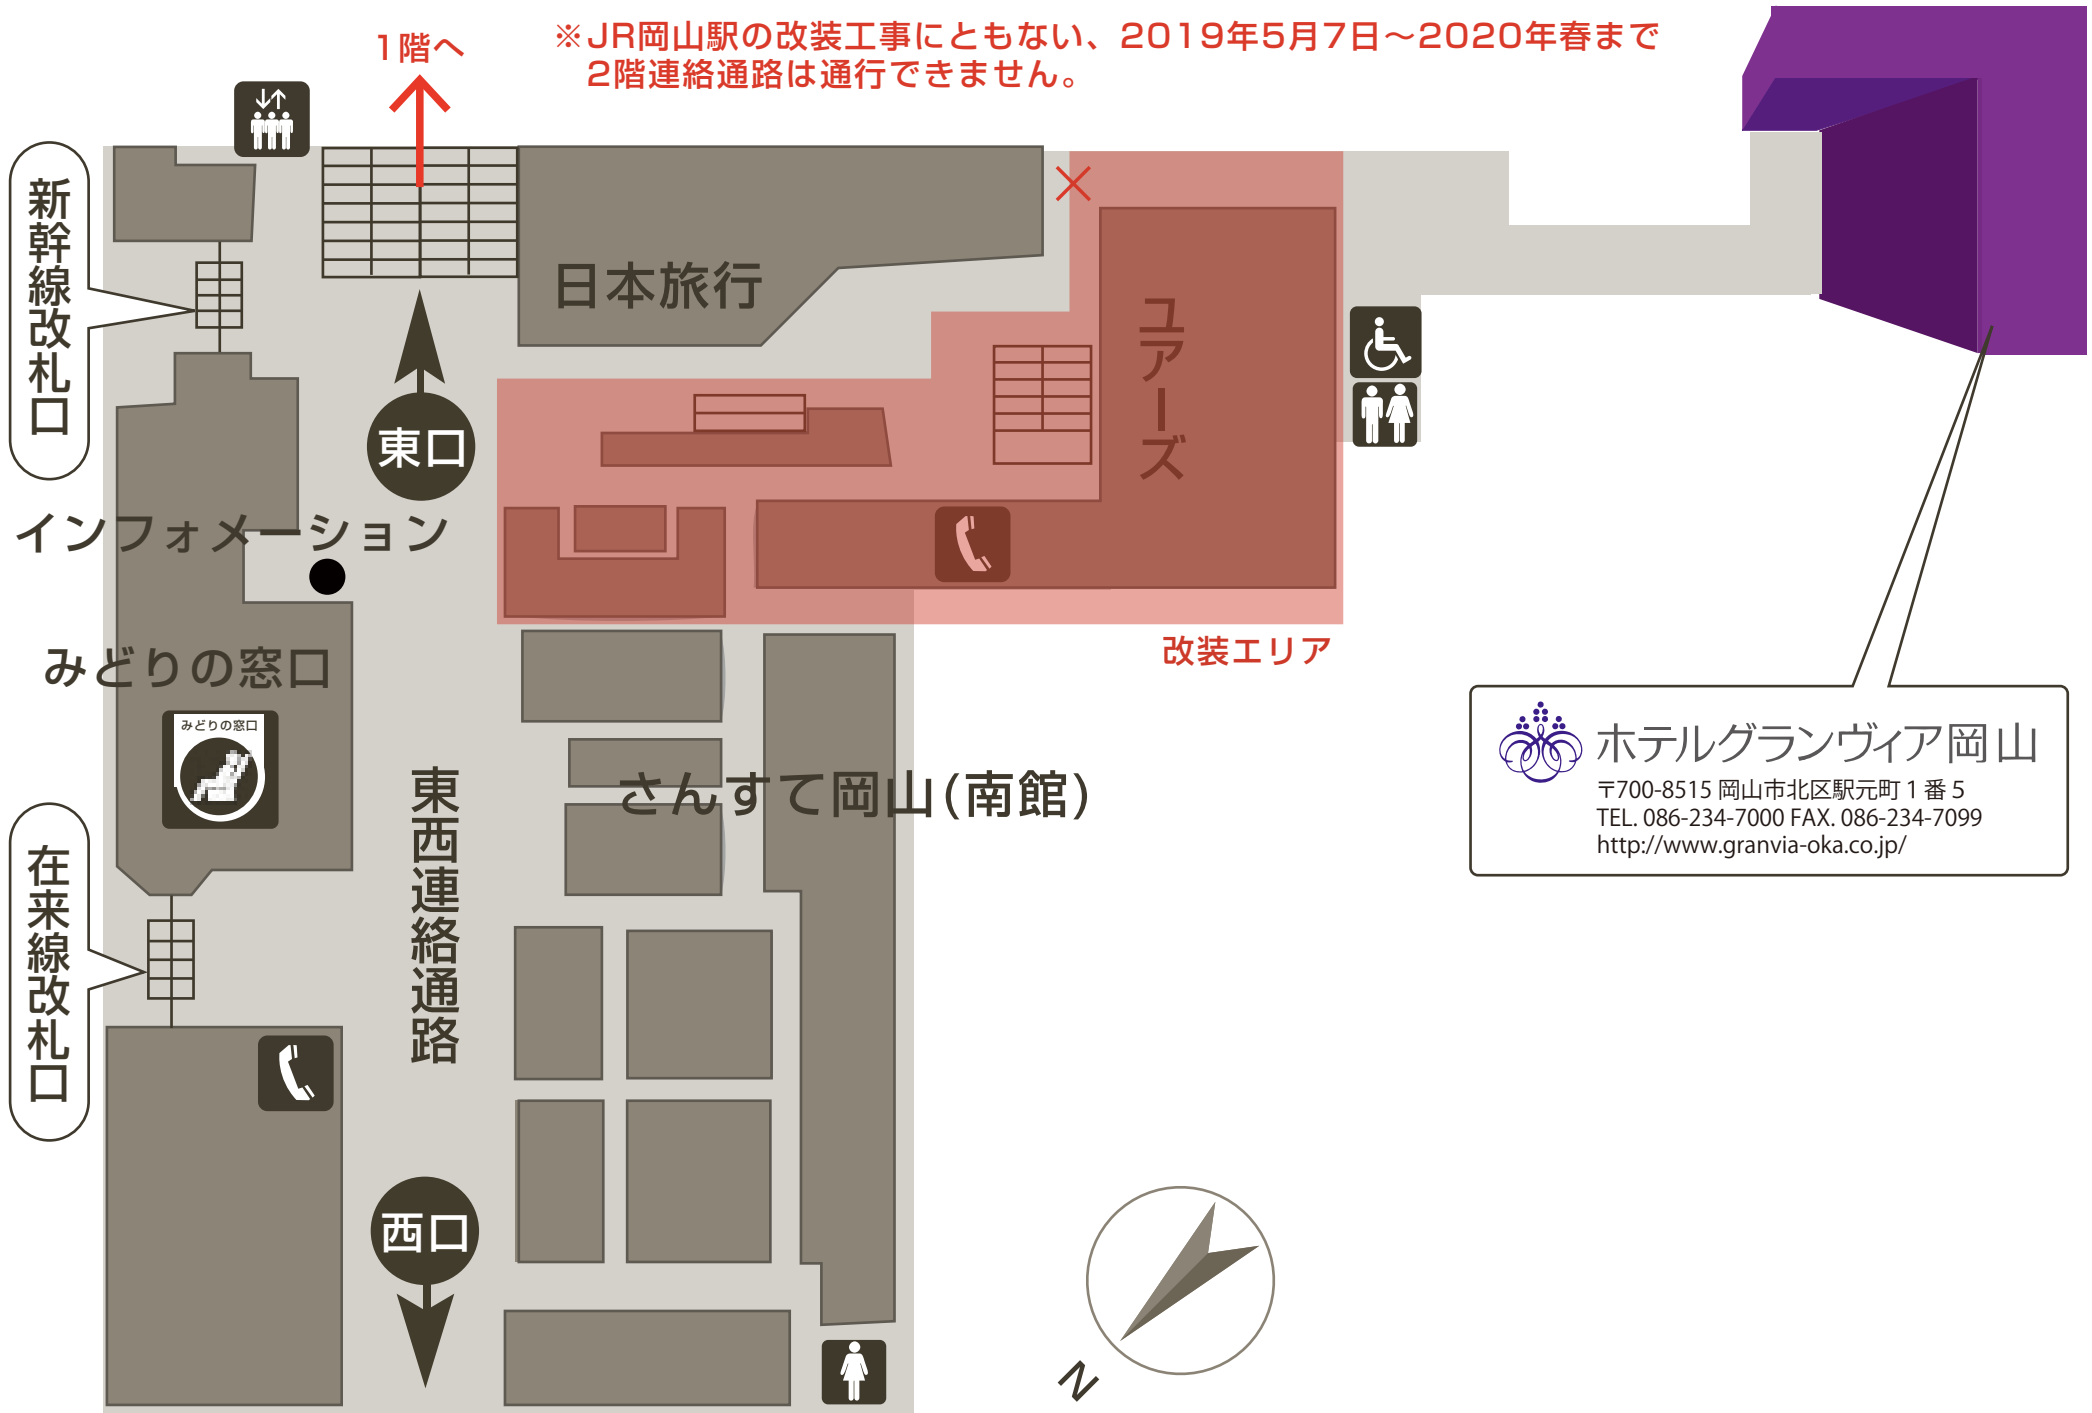 1階へ
※JR岡山駅の改装工事にともない、2019年5月7日～2020年春まで
2階連絡通路は通行できません。
新幹線改札口
日本旅行
ユアーズ
東口
インフォメーション
改装エリア
みどりの窓口
みどりの窓口
さんすて岡山(南館)
東西連絡通路
在来線改札口
西口
ホテルグランヴィア岡山
〒700-8515 岡山市北区駅元町1番5
TEL. 086-234-7000 FAX. 086-234-7099
http://www.granvia-oka.co.jp/
N